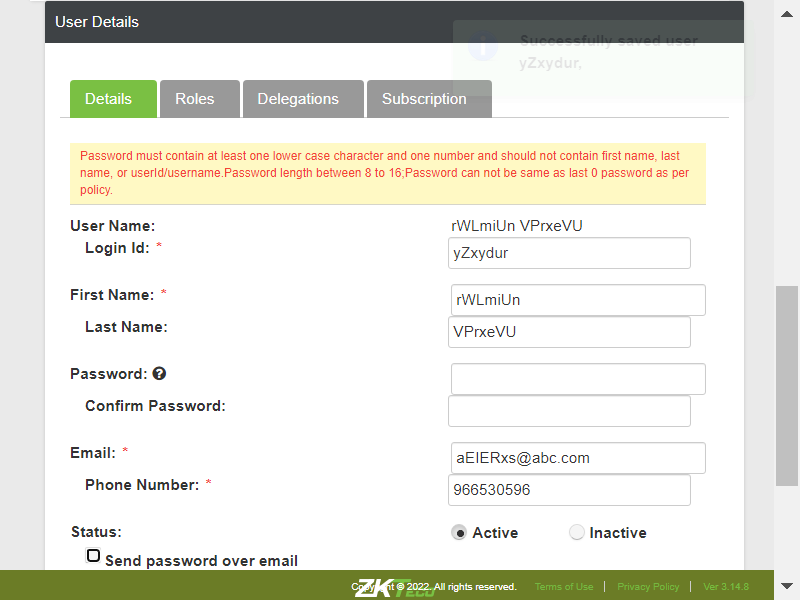 User Details
Successfully saved user
yZxydur.
Details
Roles
Delegations
Subscription
Password must contain at least one lower case character and one number and should not contain first name, last
name, or userId/username.Password length between 8 to 16;Password can not be same as last 0 password as per
policy.
User Name:
rWLmiUn VPrxeVU
Login Id: *
yZxydur
First Name: *
rWLmiUn
Last Name:
VPrxeVU
Password:
Confirm Password:
Email: *
aEIERxs@abc.com
Phone Number: *
966530596
Status:
Active
Inactive
Send password over email
ZKTeco
Copyright © 2022. All rights reserved.
Terms of Use
Privacy Policy
Ver 3.14.8